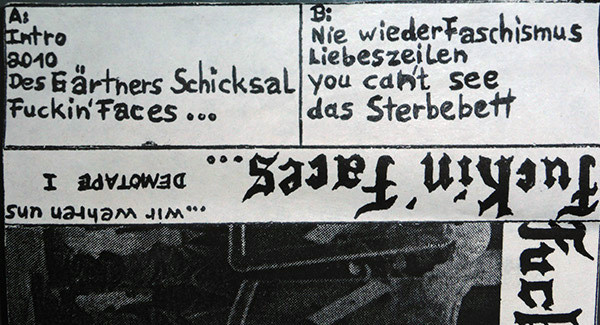 A:
Intro
2010
Des Gärtners Schicksal
Fuckin' Faces ...
B:
Nie wieder Faschismus
Liebeszeilen
you can't see
das Sterbebett
Fuckin' Faces...
DEMOTAPE I
...wir wehren uns
Fuck